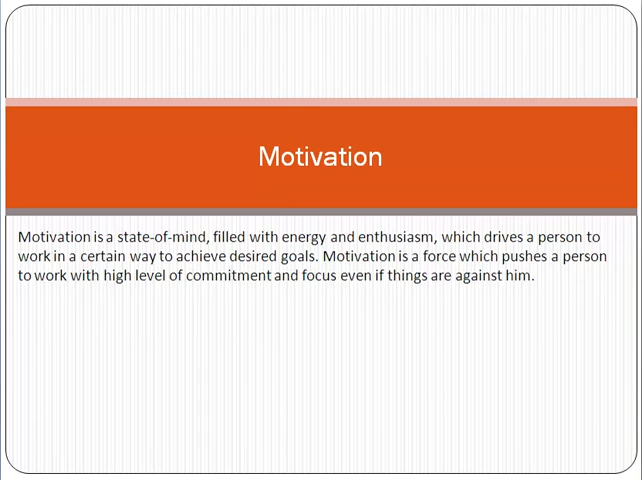 Motivation
Motivation is a state-of-mind, filled with energy and enthusiasm, which drives a person to
work in a certain way to achieve desired goals. Motivation is a force which pushes a person
to work with high level of commitment and focus even if things are against him.